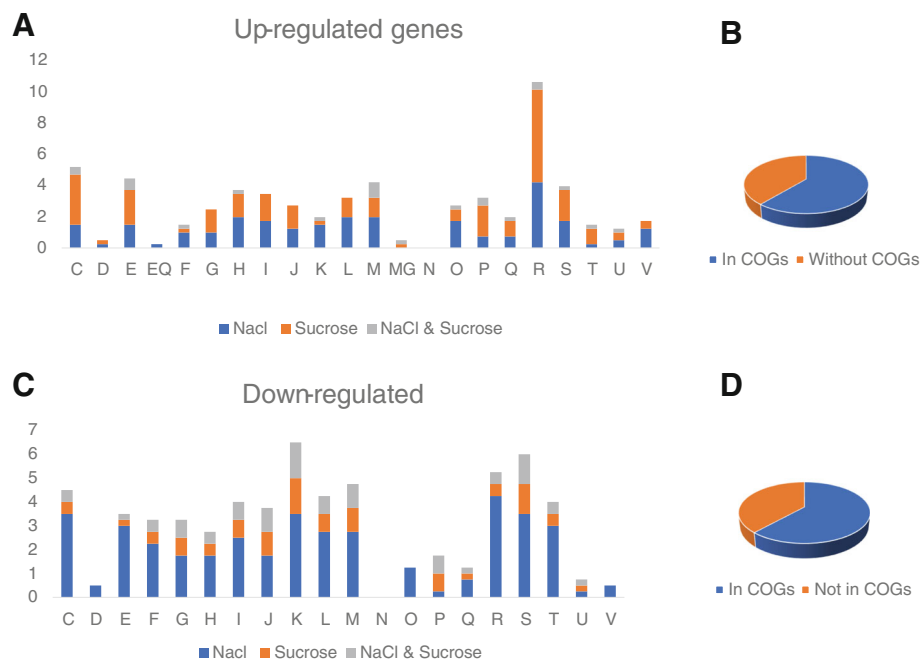 A
Up-regulated genes
12
10
8
6
4
2
0
C D E EQ F G H I J K L M MG N O P Q R S T U V
Nacl Sucrose NaCl & Sucrose
B
In COGs Without COGs
C
Down-regulated
7
6
5
4
3
2
1
0
C D E F G H I J K L M N O P Q R S T U V
Nacl Sucrose NaCl & Sucrose
D
In COGs Not in COGs